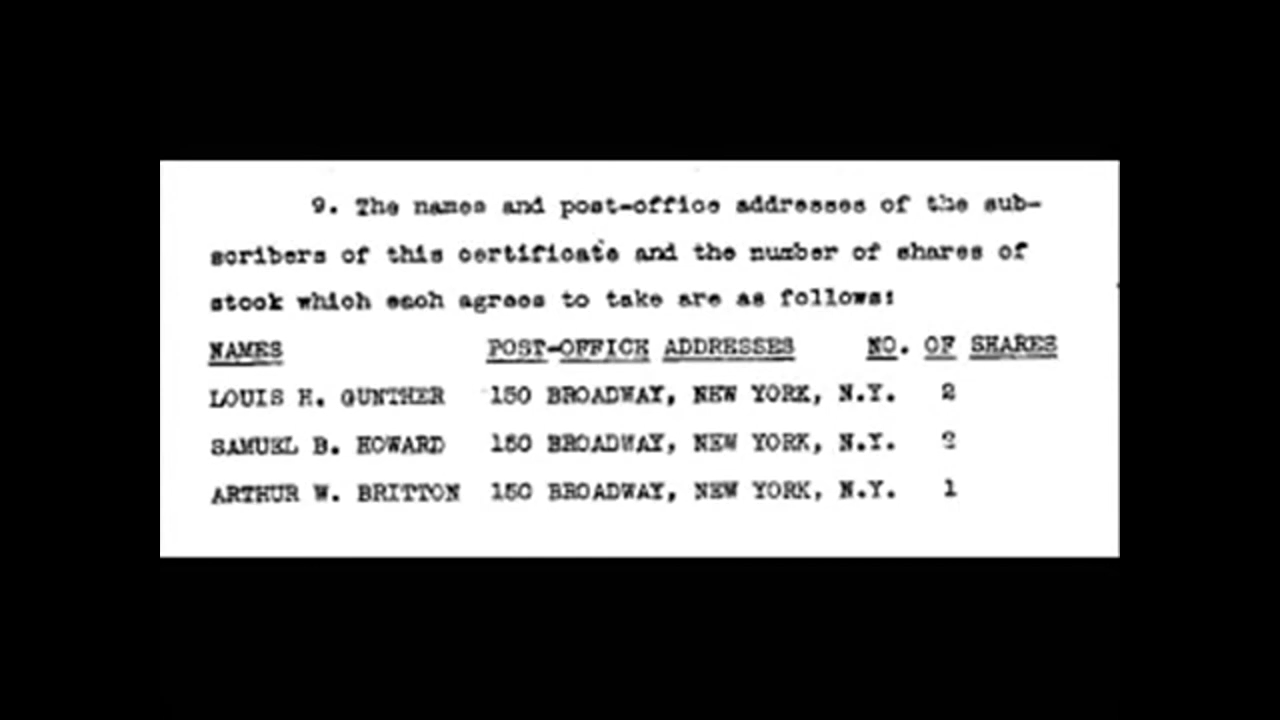 9. The names and post-office addresses of the sub-
scribers of this certificate and the number of shares of
stock which each agrees to take are as follows:
NAMES POST-OFFICE ADDRESSES NO. OF SHARES
LOUIS H. GUNTHER 150 BROADWAY, NEW YORK, N.Y. 2
SAMUEL B. HOWARD 150 BROADWAY, NEW YORK, N.Y. 2
ARTHUR W. BRITTON 150 BROADWAY, NEW YORK, N.Y. 1